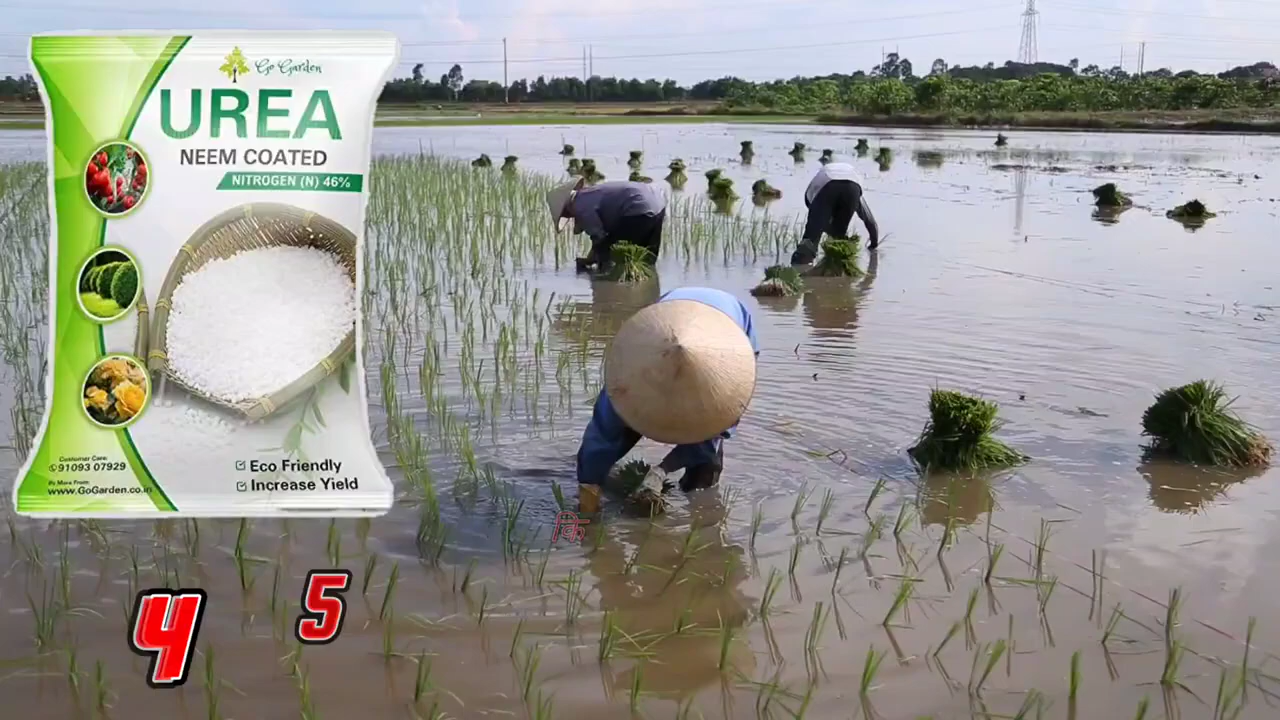 Go Garden
UREA
NEEM COATED
NITROGEN (N) 46%
Customer Care:
91093 07929
By More From:
www.GoGarden.co.in
Eco Friendly
Increase Yield
कि
4 5